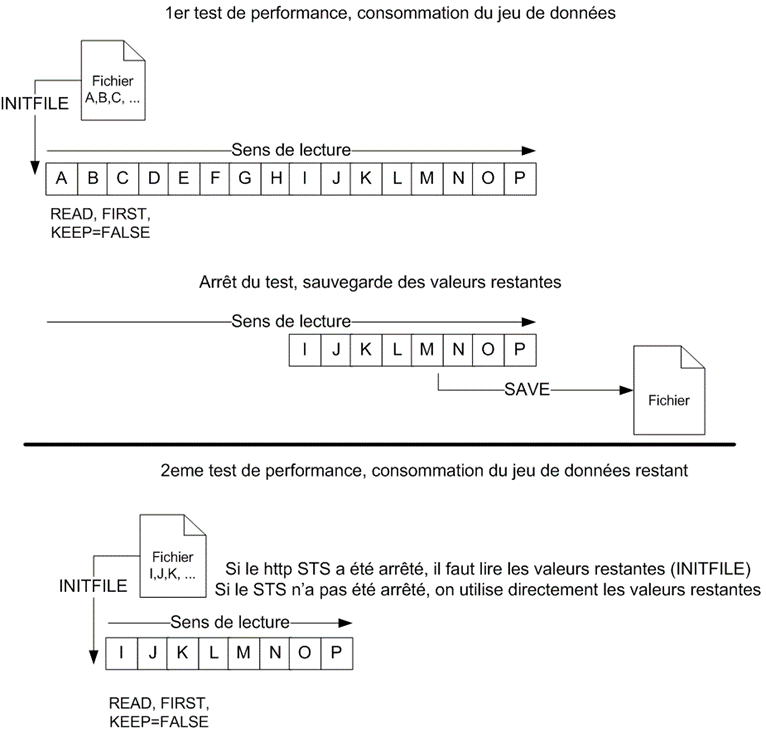 1er test de performance, consommation du jeu de données
Fichier
A,B,C, ...
INITFILE
Sens de lecture
A B C D E F G H I J K L M N O P
READ, FIRST,
KEEP=FALSE
Arrêt du test, sauvegarde des valeurs restantes
Sens de lecture
I J K L M N O P
SAVE
Fichier
2eme test de performance, consommation du jeu de données restant
Fichier
I,J,K, ...
Si le http STS a été arrêté, il faut lire les valeurs restantes (INITFILE)
INITFILE
Si le STS n'a pas été arrêté, on utilise directement les valeurs restantes
Sens de lecture
I J K L M N O P
READ, FIRST,
KEEP=FALSE